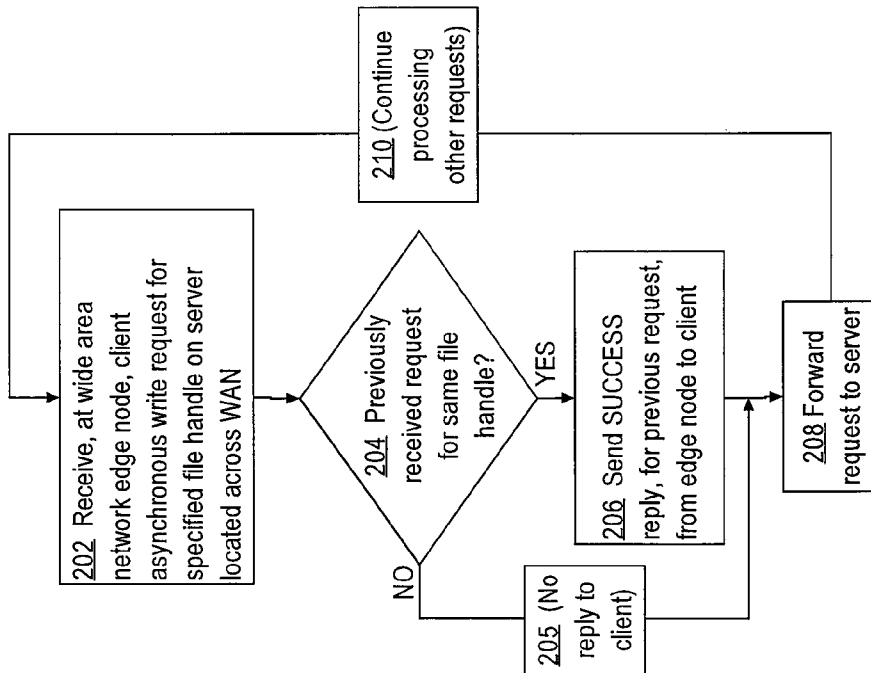 202 Receive, at wide area
network edge node, client
asynchronous write request for
specified file handle on server
located across WAN
204 Previously
received request
for same file
handle?
NO
YES
205 (No
reply to
client)
206 Send SUCCESS
reply, for previous request,
from edge node to client
208 Forward
request to server
210 (Continue
processing
other requests)